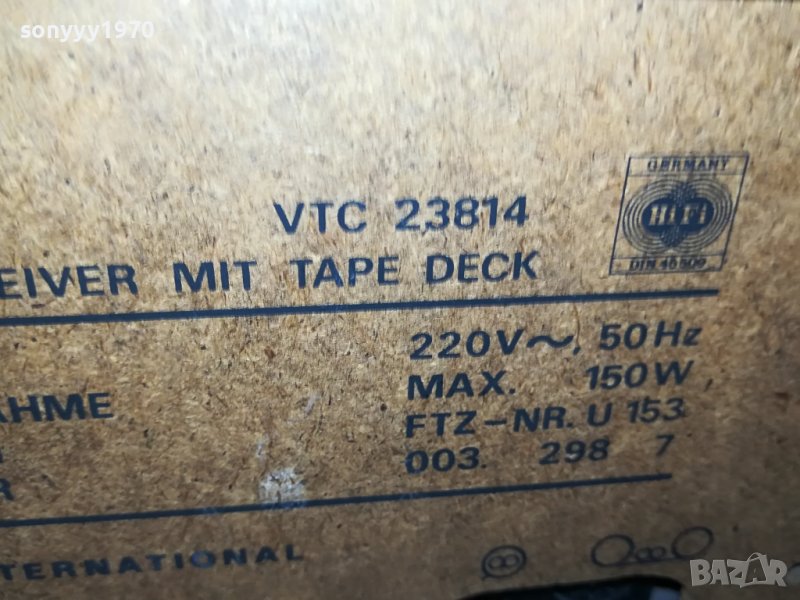 sonyyy1970
GERMANY
HiFi
DIN 45 500
VTC 23814
EIVER MIT TAPE DECK
220V~, 50Hz
MAX. 150W
AHME
FTZ-NR. U 153.
003. 298 7
R
TERNATIONAL
BAZAR